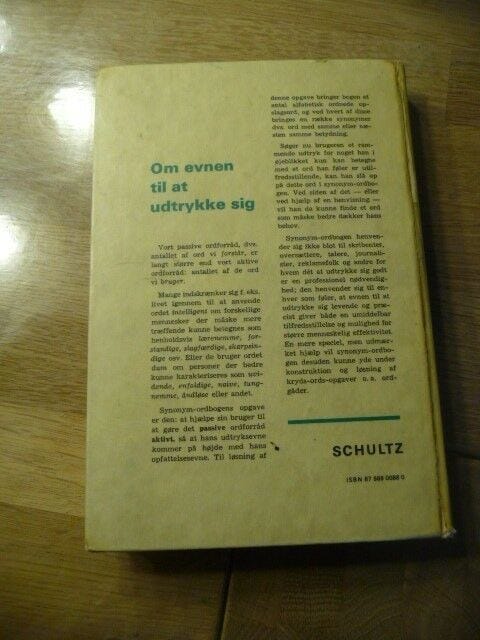 Om evnen
til at
udtrykke sig
Vort passive ordforråd, dvs.
antallet af ord vi forstår, er
langt større end vort aktive
ordforråd: antallet af de ord
vi bruger.
Mange indskrænker sig f. eks.
livet igennem til at anvende
ordet intelligent om forskellige
mennesker der måske mere
træffende kunne betegnes som
henholdsvis lærenemme, for-
standige, slagfærdige, skarpsin-
dige osv. Eller de bruger ordet
dum om personer der bedre
kunne karakteriseres som svi-
dende, enfoldige, naive, tung-
nemme, åndløse eller andet.
Synonym-ordbogens opgave
er den: at hjælpe sin bruger til
at gøre det passive ordforråd
aktivt, så at hans udtryksevne
kommer på højde med hans
opfattelsesevne. Til løsning af
denne opgave bringer bogen et
antal alfabetisk ordnede op-
slagsord, og ved hvert af disse
bringes en række synonymer
dvs. ord med samme eller næ-
sten samme betydning.
Søger nu brugeren et ram-
mende udtryk for noget han i
øjeblikket kun kan betegne
med et ord han føler er util-
fredsstillende, kan han slå op
på dette ord i synonym-ordbo-
gen. Ved siden af det — eller
ved hjælp af en henvisning —
vil han da kunne finde et ord
som måske bedre dækker hans
behov.
Synonym-ordbogen henven-
der sig ikke blot til skribenter,
oversættere, talere, journali-
ster, reklamefolk og andre for
hvem dét at udtrykke sig godt
er en professionel nødvendig-
hed; den henvender sig til en-
hver som føler, at evnen til at
udtrykke sig levende og præ-
cist giver både en umiddelbar
tilfredsstillelse og mulighed for
større menneskelig effektivitet.
En mere speciel, men udmær-
ket hjælp vil synonym-ordbo-
gen desuden kunne yde under
konstruktion og løsning af
kryds-ords-opgaver o. a. ord-
gåder.
SCHULTZ
ISBN 87 569 0088 0